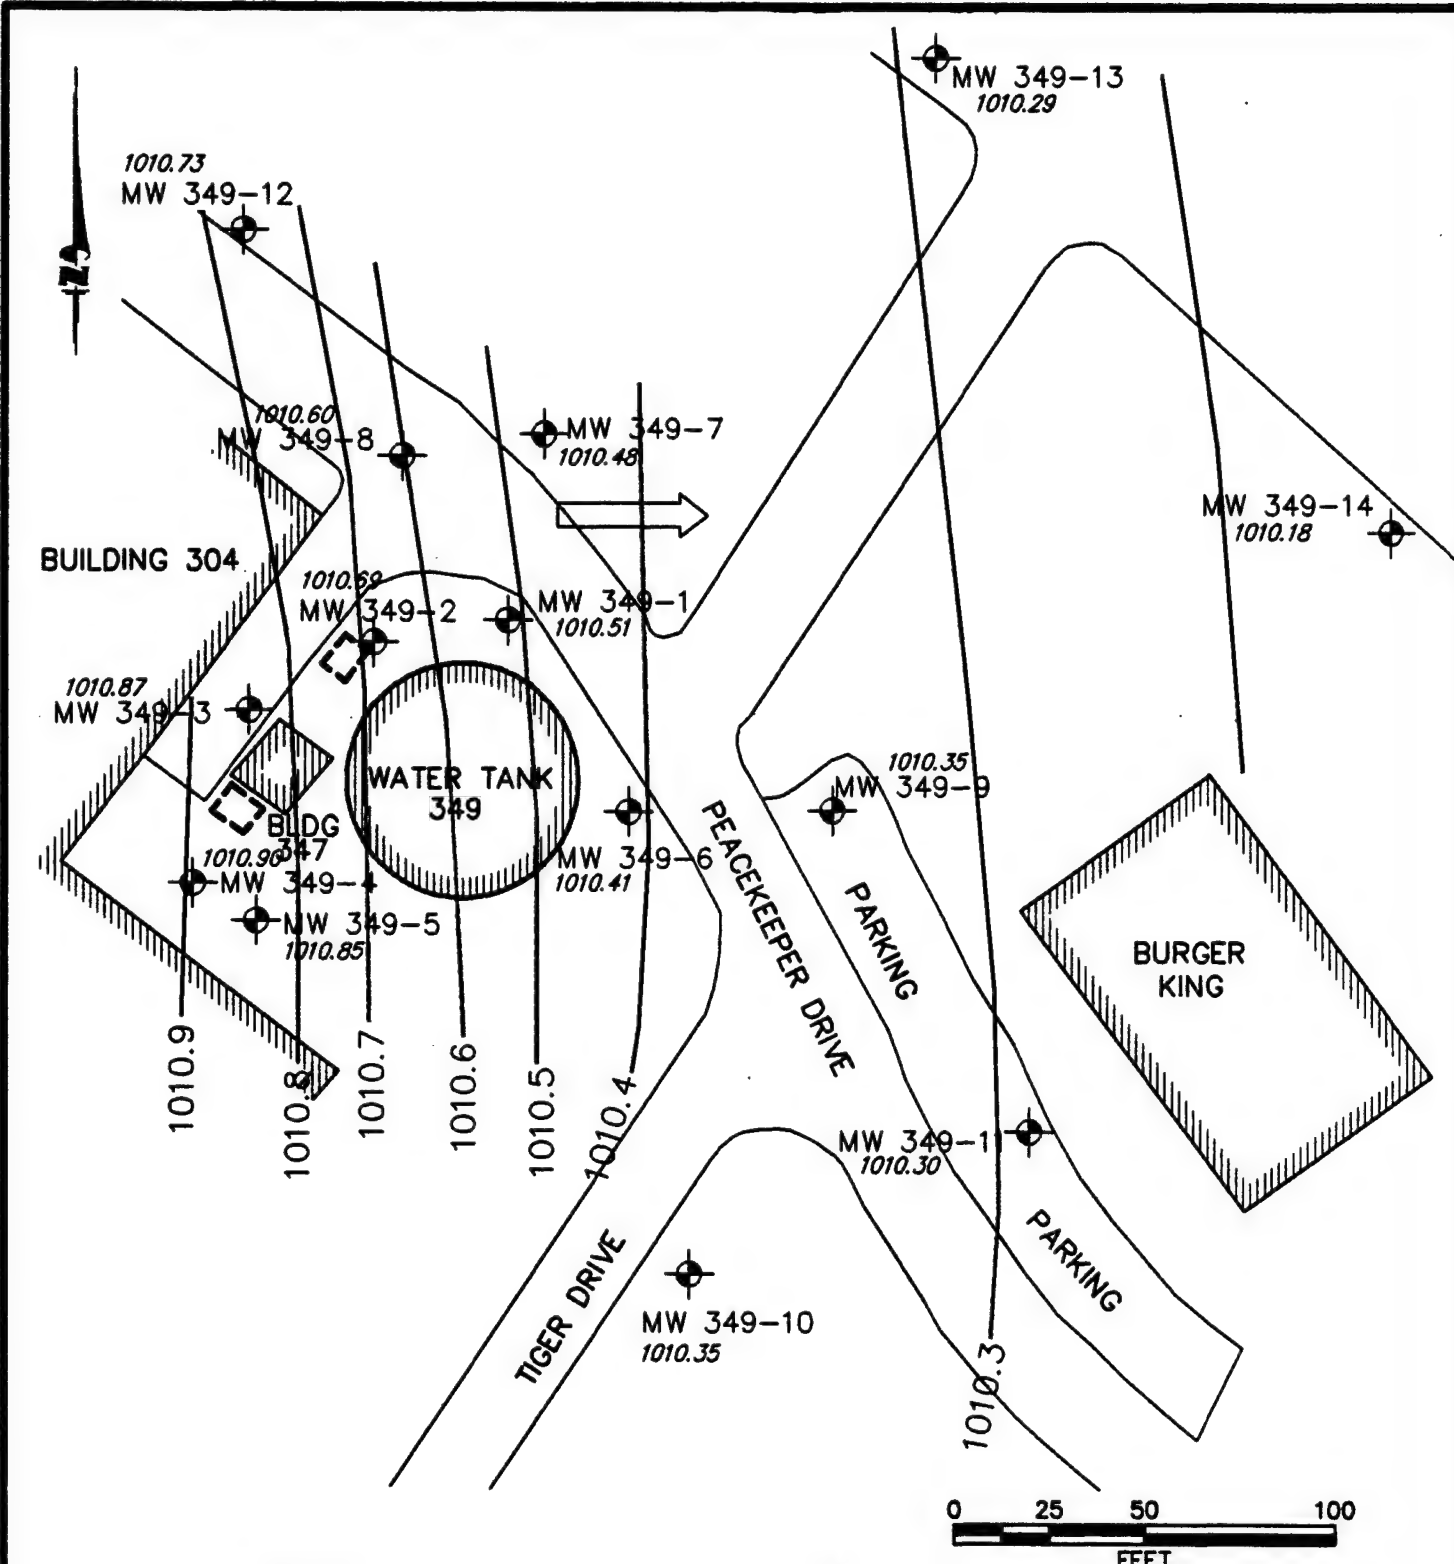 MW 349-13
1010.29
1010.73
MW 349-12
N
1010.60
MW 349-8
MW 349-7
1010.48
MW 349-14
1010.18
BUILDING 304
1010.69
MW 349-2
MW 349-1
1010.51
1010.87
MW 349-3
WATER TANK
349
1010.35
MW 349-9
BLDG
347
1010.90
MW 349-4
MW 349-6
1010.41
MW 349-5
1010.85
PEACEKEEPER DRIVE
PARKING
BURGER
KING
1010.9
1010.8
1010.7
1010.6
1010.5
1010.4
MW 349-11
1010.30
PARKING
TIGER DRIVE
MW 349-10
1010.35
1010.3
0 25 50 100
FEET